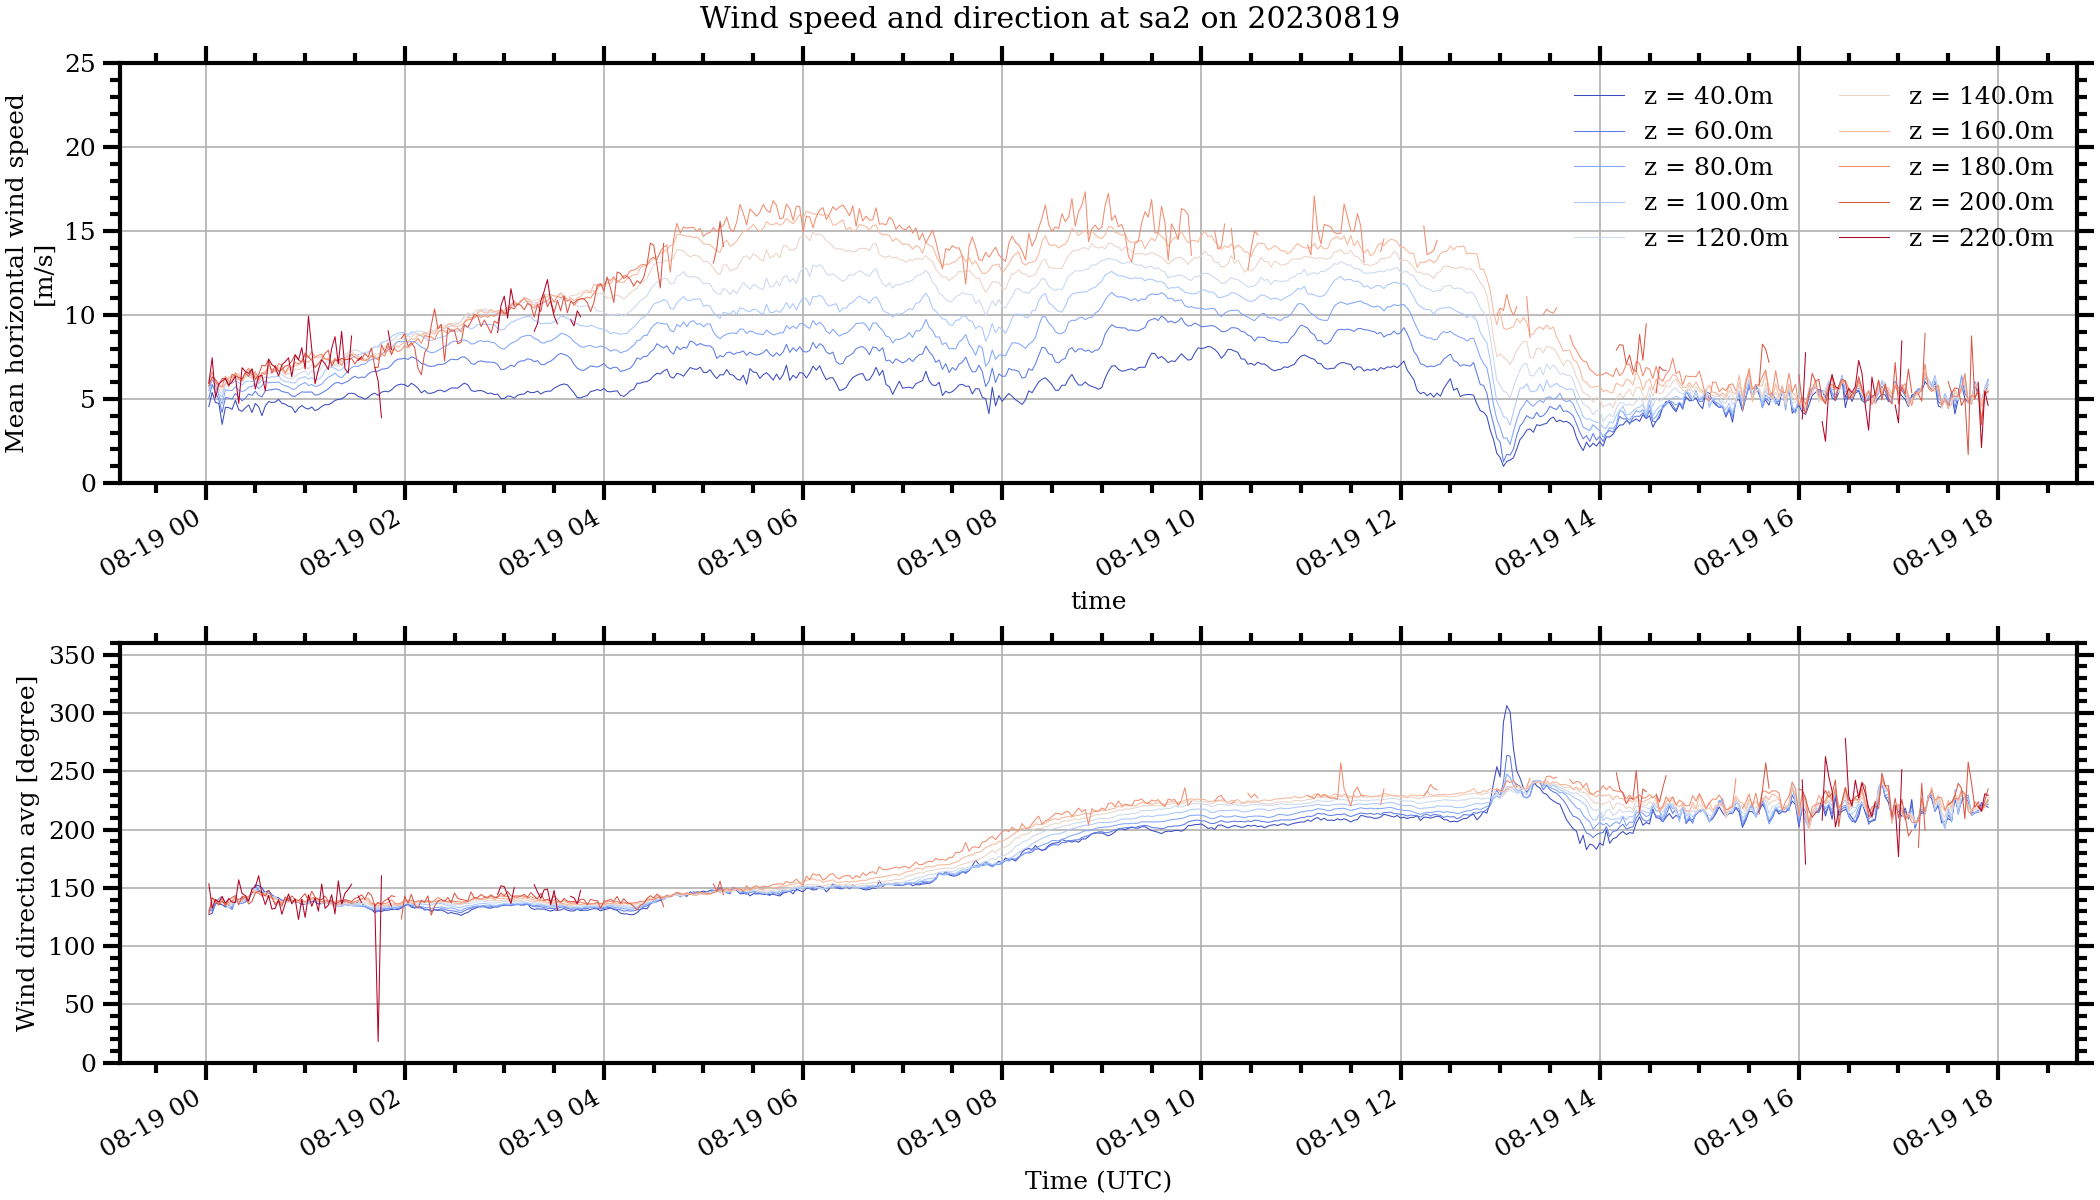 Wind speed and direction at sa2 on 20230819
Mean horizontal wind speed
[m/s]
25
20
15
10
5
0
z = 40.0m
z = 60.0m
z = 80.0m
z = 100.0m
z = 120.0m
z = 140.0m
z = 160.0m
z = 180.0m
z = 200.0m
z = 220.0m
08-19 00
08-19 02
08-19 04
08-19 06
08-19 08
08-19 10
08-19 12
08-19 14
08-19 16
08-19 18
time
Wind direction avg [degree]
350
300
250
200
150
100
50
0
08-19 00
08-19 02
08-19 04
08-19 06
08-19 08
08-19 10
08-19 12
08-19 14
08-19 16
08-19 18
Time (UTC)